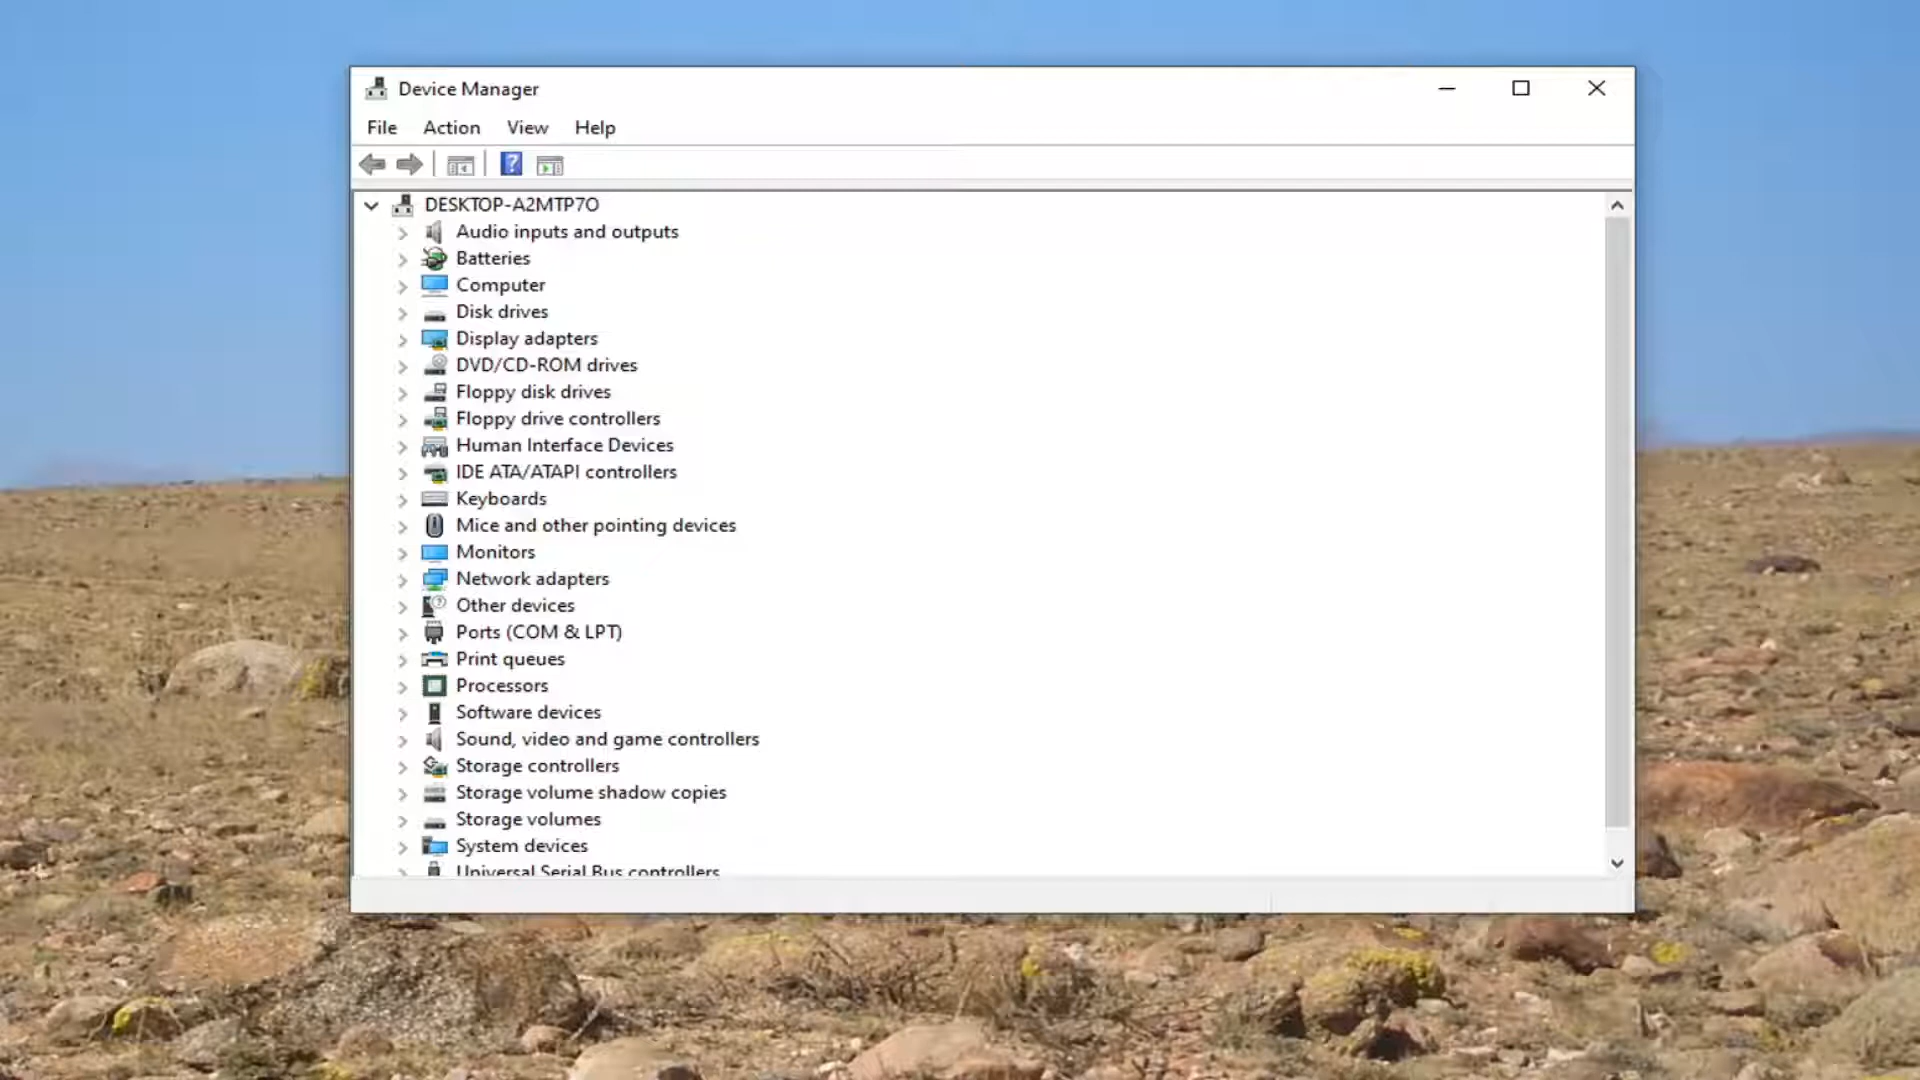 Device Manager
File Action View Help
?
DESKTOP-A2MTP7O
Audio inputs and outputs
Batteries
Computer
Disk drives
Display adapters
DVD/CD-ROM drives
Floppy disk drives
Floppy drive controllers
Human Interface Devices
IDE ATA/ATAPI controllers
Keyboards
Mice and other pointing devices
Monitors
Network adapters
Other devices
Ports (COM & LPT)
Print queues
Processors
Software devices
Sound, video and game controllers
Storage controllers
Storage volume shadow copies
Storage volumes
System devices
Universal Serial Bus controllers